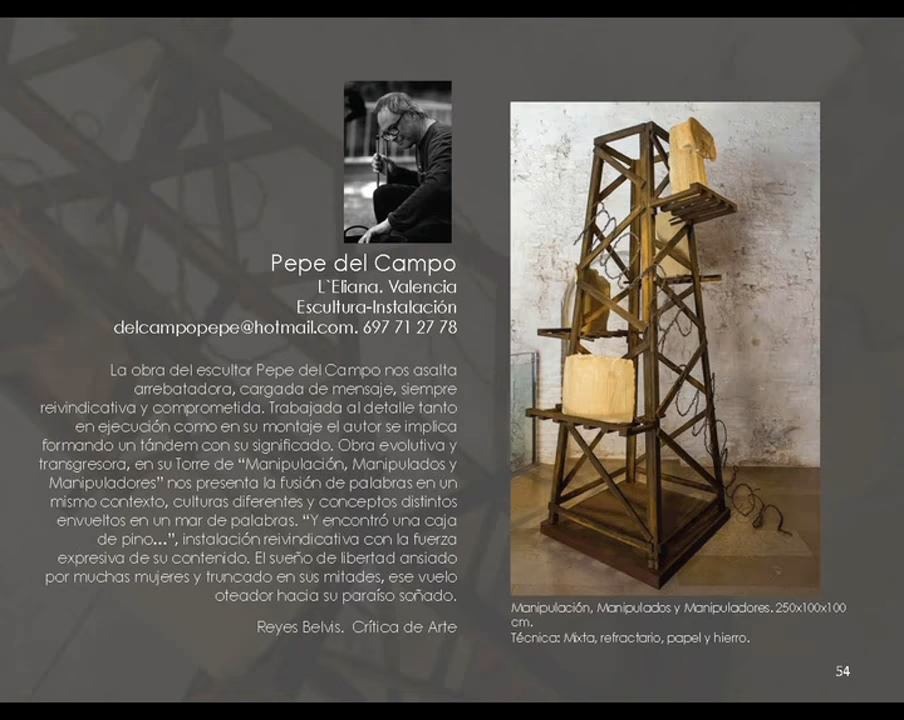 Pepe del Campo
L`Eliana. Valencia
Escultura-Instalación
delcampopepe@hotmail.com. 697 71 27 78
La obra del escultor Pepe del Campo nos asalta
arrebatadora, cargada de mensaje, siempre
reivindicativa y comprometida. Trabajada al detalle tanto
en ejecución como en su montaje el autor se implica
formando un tándem con su significado. Obra evolutiva y
transgresora, en su Torre de “Manipulación, Manipulados y
Manipuladores” nos presenta la fusión de palabras en un
mismo contexto, culturas diferentes y conceptos distintos
envueltos en un mar de palabras. “Y encontró una caja
de pino...”, instalación reivindicativa con la fuerza
expresiva de su contenido. El sueño de libertad ansiado
por muchas mujeres y truncado en sus mitades, ese vuelo
oteador hacia su paraíso soñado.
Reyes Belvis. Crítica de Arte
Manipulación, Manipulados y Manipuladores. 250x100x100
cm.
Técnica: Mixta, refractario, papel y hierro.
54